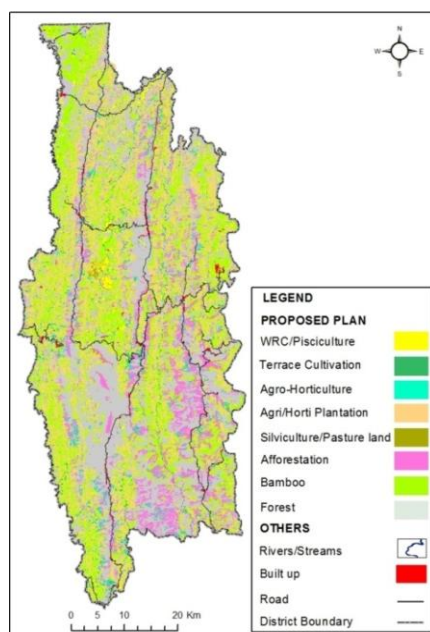 N
W E
S
LEGEND
PROPOSED PLAN
WRC/Pisciculture
Terrace Cultivation
Agro-Horticulture
Agri/Horti Plantation
Silviculture/Pasture land
Afforestation
Bamboo
Forest
OTHERS
Rivers/Streams
Built up
Road
District Boundary
0 5 10 20 Km